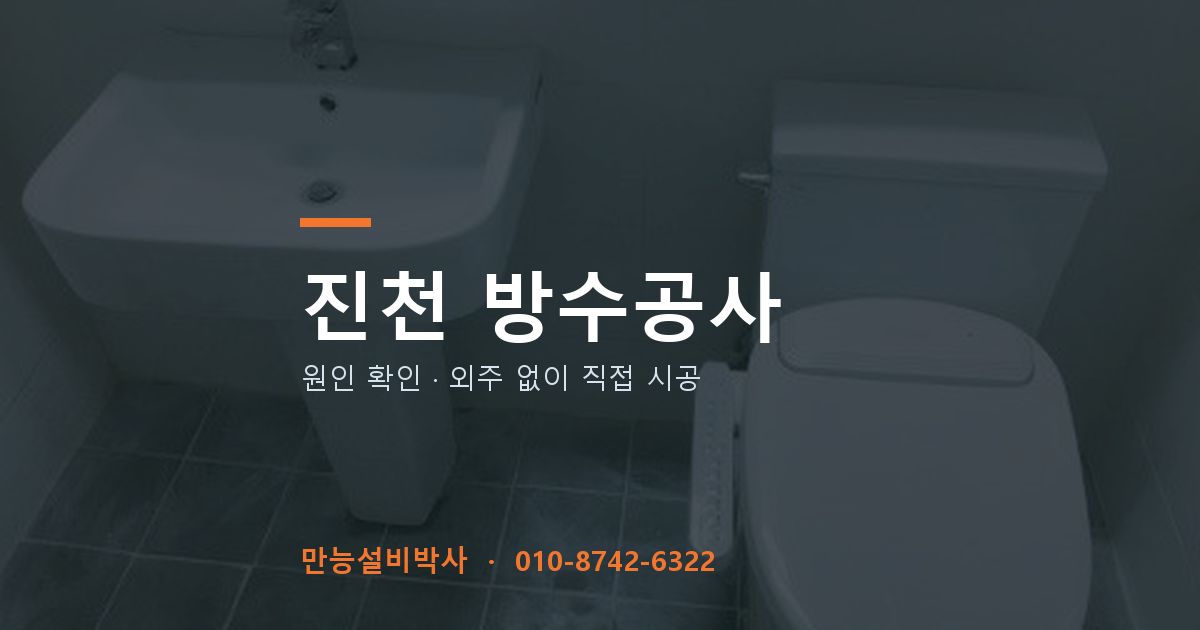 진천 방수공사
원인 확인 · 외주 없이 직접 시공
만능설비박사 · 010-8742-6322